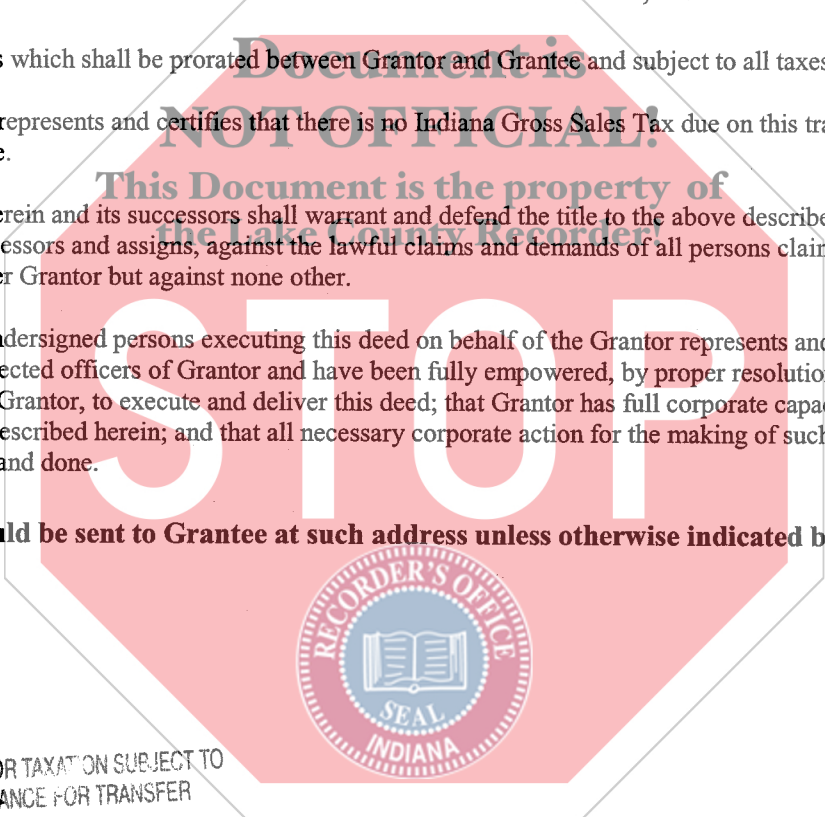 Document is
which shall be prorated between Grantor and Grantee and subject to all taxes
NOT OFFICIAL!
represents and certifies that there is no Indiana Gross Sales Tax due on this tra
e.
This Document is the property of
erein and its successors shall warrant and defend the title to the above describe
the Lake County Recorder!
essors and assigns, against the lawful claims and demands of all persons claim
er Grantor but against none other.
STOP
ndersigned persons executing this deed on behalf of the Grantor represents and
ected officers of Grantor and have been fully empowered, by proper resolutio
Grantor, to execute and deliver this deed; that Grantor has full corporate capa
escribed herein; and that all necessary corporate action for the making of such
and done.
uld be sent to Grantee at such address unless otherwise indicated b
RECORDER'S OFFICE
SEAL
INDIANA
OR TAXATION SUBJECT TO
ANCE FOR TRANSFER